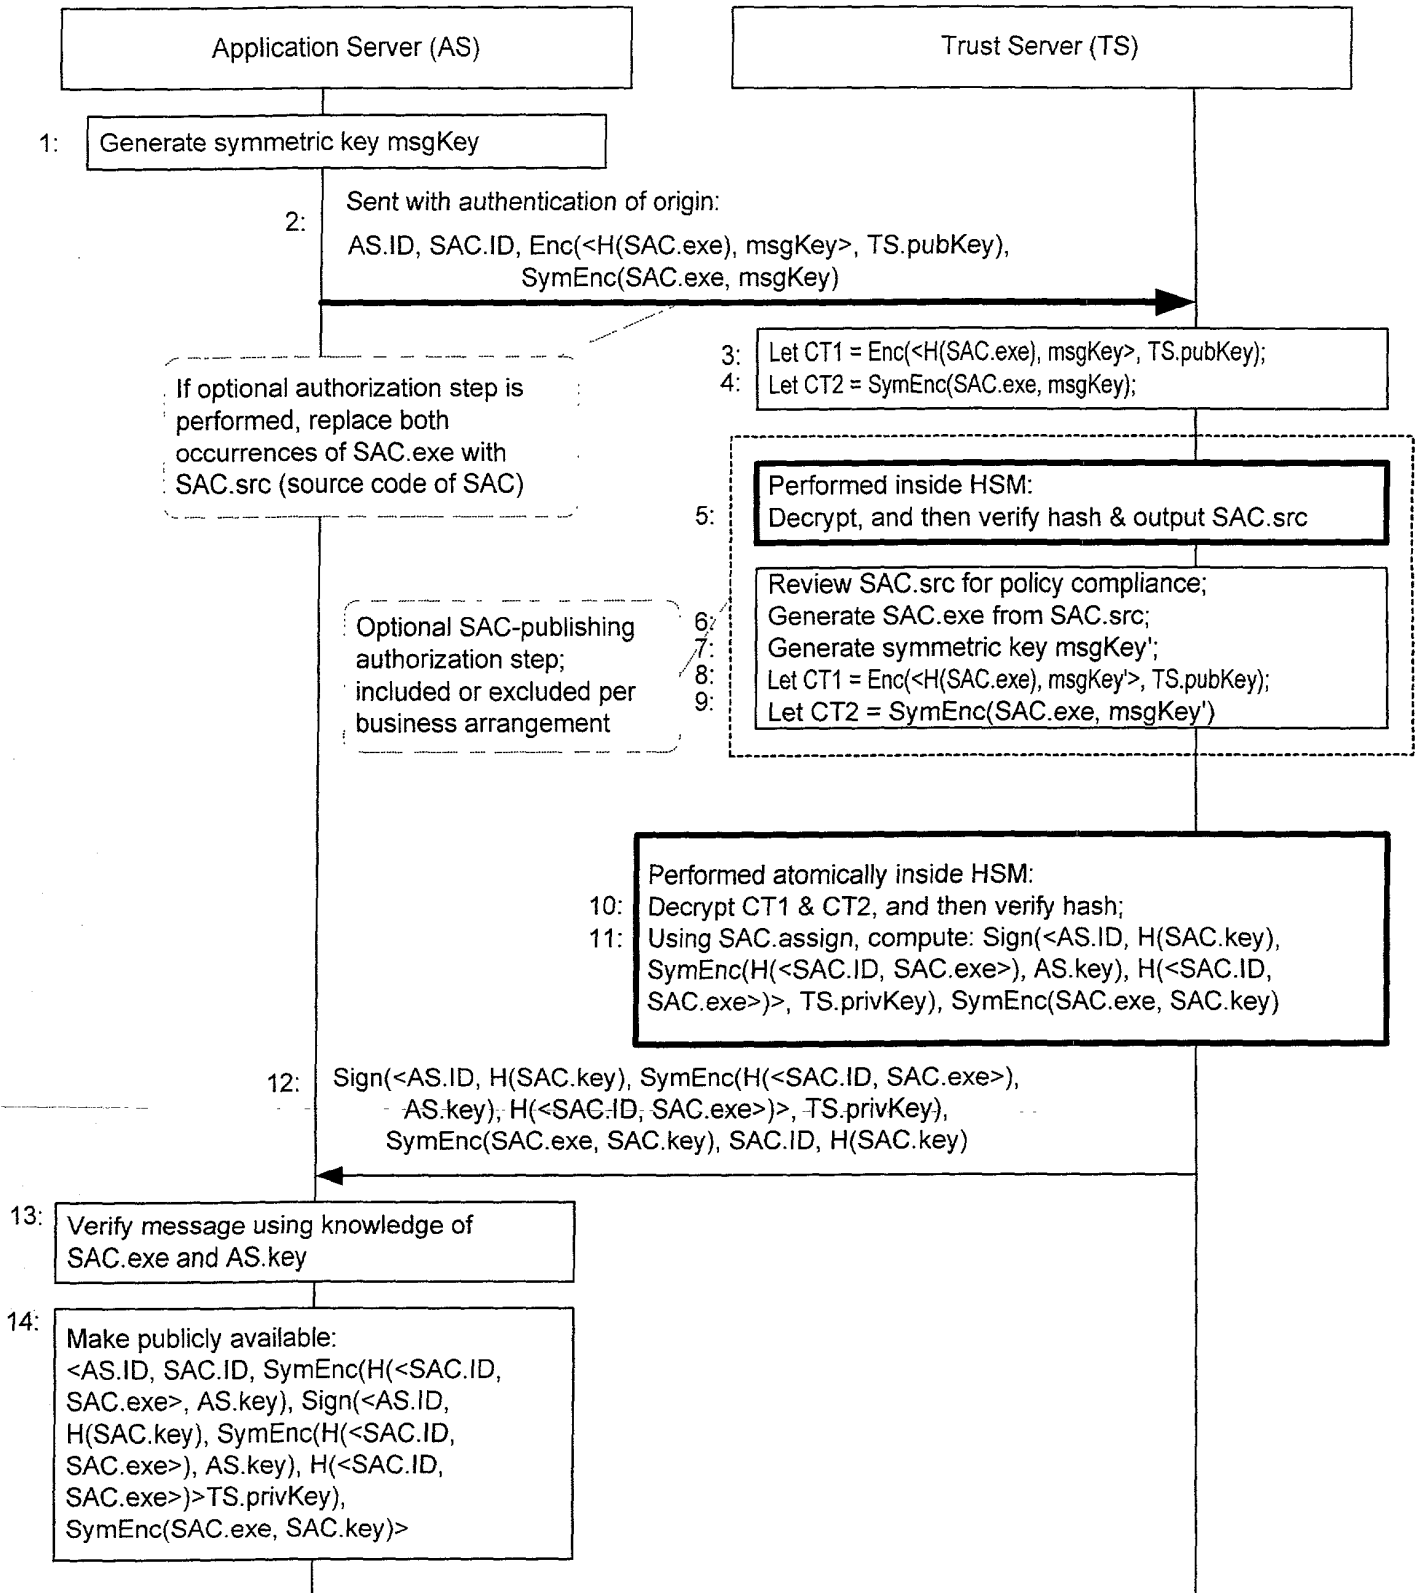 Application Server (AS)
Trust Server (TS)
1:
Generate symmetric key msgKey
2:
Sent with authentication of origin:
AS.ID, SAC.ID, Enc(<H(SAC.exe), msgKey>, TS.pubKey),
SymEnc(SAC.exe, msgKey)
3: Let CT1 = Enc(<H(SAC.exe), msgKey>, TS.pubKey);
4: Let CT2 = SymEnc(SAC.exe, msgKey);
If optional authorization step is
performed, replace both
occurrences of SAC.exe with
SAC.src (source code of SAC)
Performed inside HSM:
5: Decrypt, and then verify hash & output SAC.src
Optional SAC-publishing
authorization step;
included or excluded per
business arrangement
Review SAC.src for policy compliance;
6: Generate SAC.exe from SAC.src;
7: Generate symmetric key msgKey';
8: Let CT1 = Enc(<H(SAC.exe), msgKey'>, TS.pubKey);
9: Let CT2 = SymEnc(SAC.exe, msgKey')
Performed atomically inside HSM:
10: Decrypt CT1 & CT2, and then verify hash;
11: Using SAC.assign, compute: Sign(<AS.ID, H(SAC.key),
SymEnc(H(<SAC.ID, SAC.exe>), AS.key), H(<SAC.ID,
SAC.exe>)>, TS.privKey), SymEnc(SAC.exe, SAC.key)
12: Sign(<AS.ID, H(SAC.key), SymEnc(H(<SAC.ID, SAC.exe>),
AS.key), H(<SAC.ID, SAC.exe>)>, TS.privKey),
SymEnc(SAC.exe, SAC.key), SAC.ID, H(SAC.key)
13:
Verify message using knowledge of
SAC.exe and AS.key
14:
Make publicly available:
<AS.ID, SAC.ID, SymEnc(H(<SAC.ID,
SAC.exe>, AS.key), Sign(<AS.ID,
H(SAC.key), SymEnc(H(<SAC.ID,
SAC.exe>), AS.key), H(<SAC.ID,
SAC.exe>)>TS.privKey),
SymEnc(SAC.exe, SAC.key)>